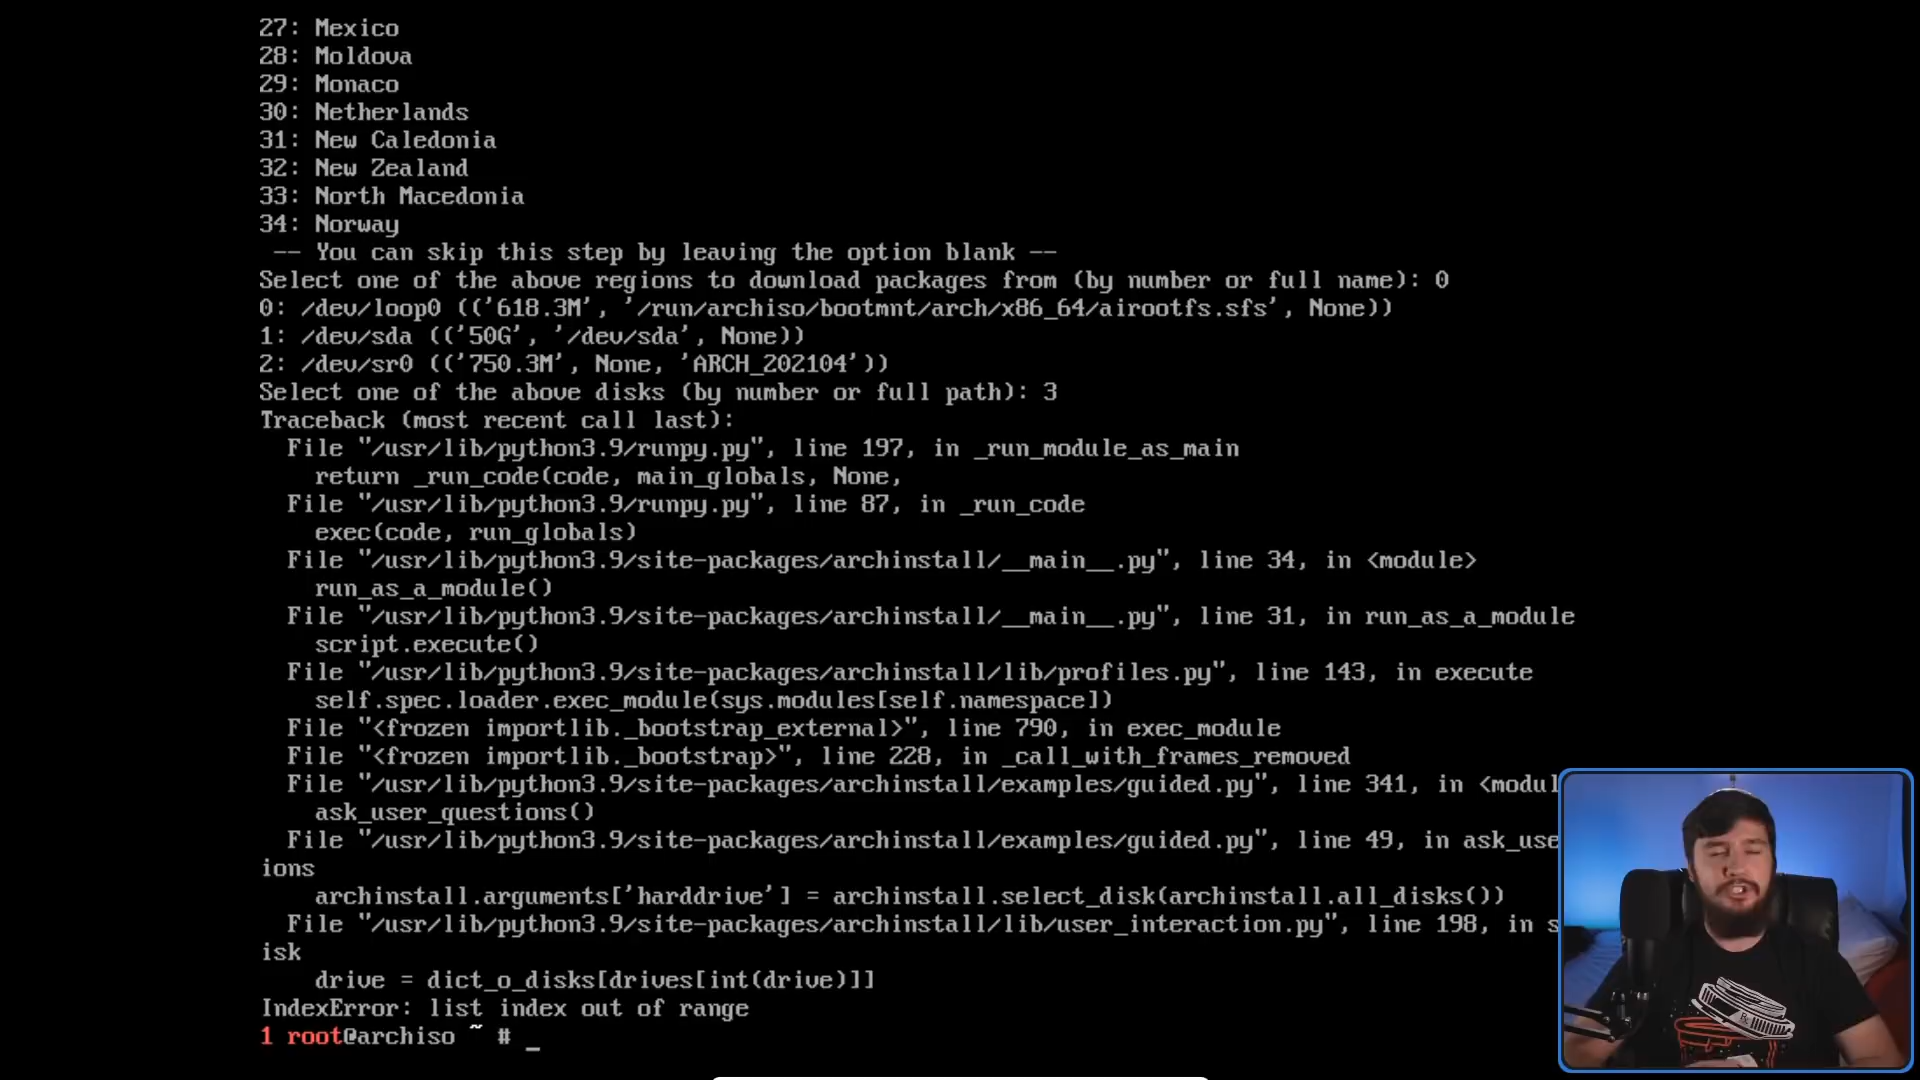 27: Mexico
28: Moldova
29: Monaco
30: Netherlands
31: New Caledonia
32: New Zealand
33: North Macedonia
34: Norway
-- You can skip this step by leaving the option blank --
Select one of the above regions to download packages from (by number or full name): 0
0: /dev/loop0 (('618.3M', '/run/archiso/bootmnt/arch/x86_64/airootfs.sfs', None))
1: /dev/sda (('50G', '/dev/sda', None))
2: /dev/sr0 (('750.3M', None, 'ARCH_202104'))
Select one of the above disks (by number or full path): 3
Traceback (most recent call last):
File "/usr/lib/python3.9/runpy.py", line 197, in _run_module_as_main
return _run_code(code, main_globals, None,
File "/usr/lib/python3.9/runpy.py", line 87, in _run_code
exec(code, run_globals)
File "/usr/lib/python3.9/site-packages/archinstall/__main__.py", line 34, in <module>
run_as_a_module()
File "/usr/lib/python3.9/site-packages/archinstall/__main__.py", line 31, in run_as_a_module
script.execute()
File "/usr/lib/python3.9/site-packages/archinstall/lib/profiles.py", line 143, in execute
self.spec.loader.exec_module(sys.modules[self.namespace])
File "<frozen importlib._bootstrap_external>", line 790, in exec_module
File "<frozen importlib._bootstrap>", line 228, in _call_with_frames_removed
File "/usr/lib/python3.9/site-packages/archinstall/examples/guided.py", line 341, in <modul
ask_user_questions()
File "/usr/lib/python3.9/site-packages/archinstall/examples/guided.py", line 49, in ask_use
ions
archinstall.arguments['harddrive'] = archinstall.select_disk(archinstall.all_disks())
File "/usr/lib/python3.9/site-packages/archinstall/lib/user_interaction.py", line 198, in s
isk
drive = dict_o_disks[drives[int(drive)]]
IndexError: list index out of range
1 root@archiso ~ # _